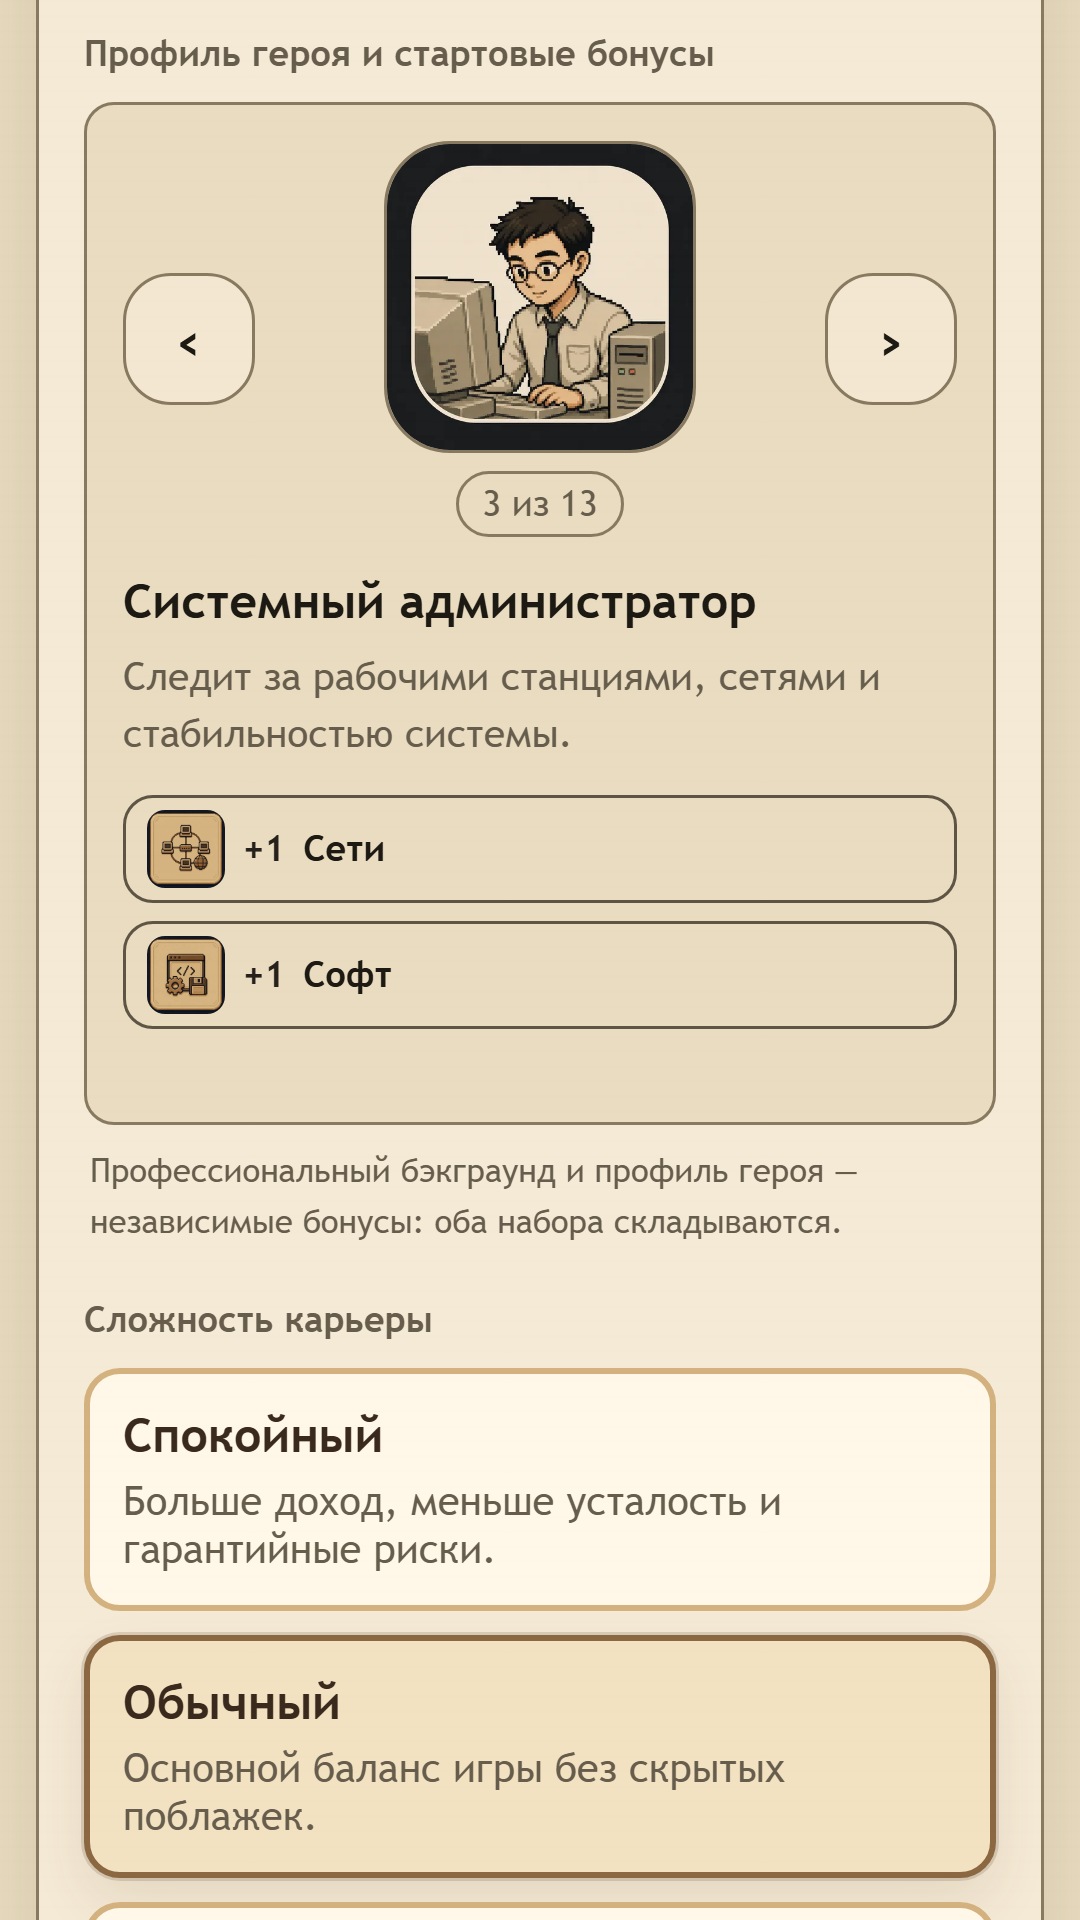 Профиль героя и стартовые бонусы
<
>
3 из 13
Системный администратор
Следит за рабочими станциями, сетями и
стабильностью системы.
+1 Сети
</>
+1 Софт
Профессиональный бэкграунд и профиль героя —
независимые бонусы: оба набора складываются.
Сложность карьеры
Спокойный
Больше доход, меньше усталость и
гарантийные риски.
Обычный
Основной баланс игры без скрытых
поблажек.